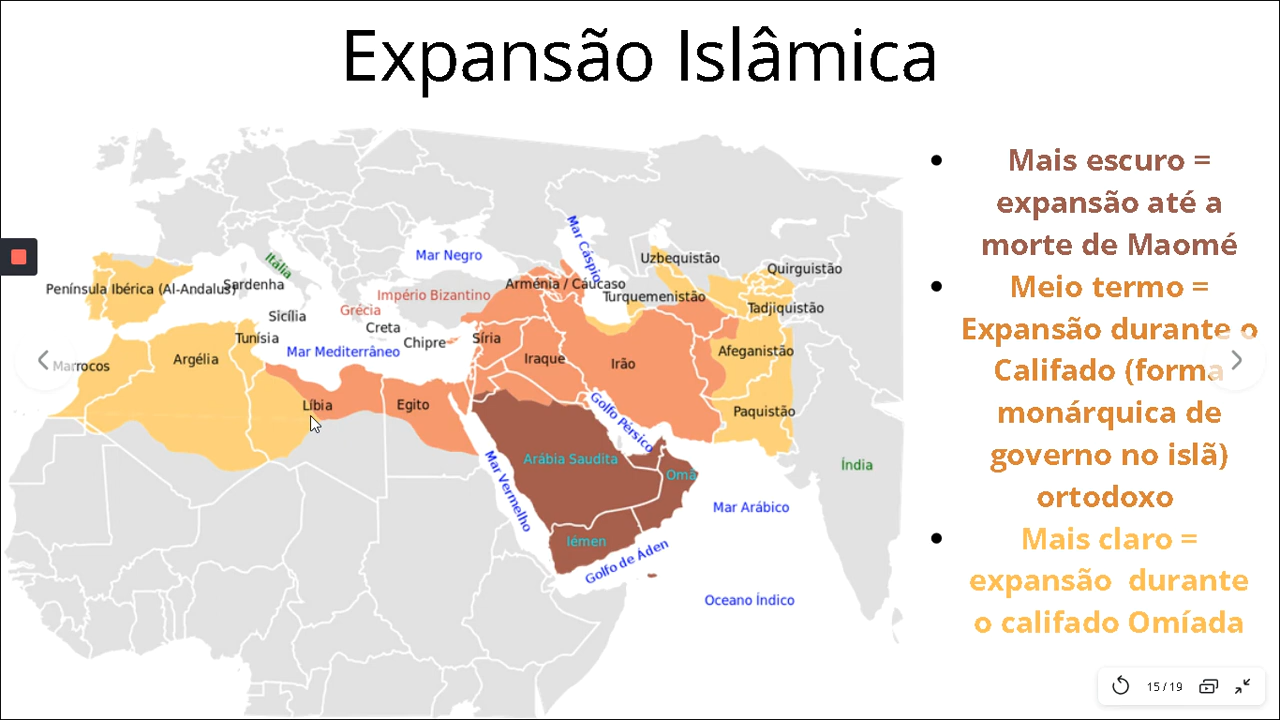 Expansão Islâmica
Mar Negro
Mar Cáspio
Itália
Península Ibérica (Al-Andalus)
Sardenha
Sicília
Grécia
Império Bizantino
Arménia / Cáucaso
Uzbequistão
Quirguistão
Turquemenistão
Tadjiquistão
Creta
Chipre
Tunísia
Mar Mediterrâneo
Síria
Marrocos
Argélia
Iraque
Irão
Afeganistão
Líbia
Egito
Golfo Pérsico
Paquistão
Mar Vermelho
Arábia Saudita
Omã
Índia
Iémen
Mar Arábico
Golfo de Áden
Oceano Índico
Mais escuro =
expansão até a
morte de Maomé
Meio termo =
Expansão durante o
Califado (forma
monárquica de
governo no islã)
ortodoxo
Mais claro =
expansão durante
o califado Omíada
15 / 19